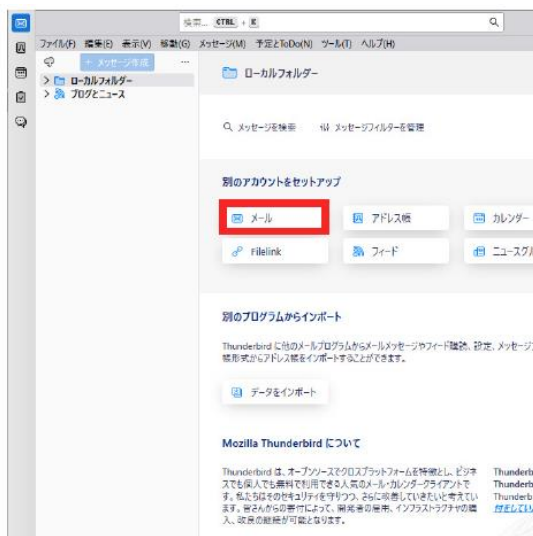 検索... CTRL + K
ファイル(F) 編集(E) 表示(V) 移動(G) メッセージ(M) 予定とToDo(N) ツール(T) ヘルプ(H)
+ メッセージ作成 ...
ローカルフォルダー
ブログとニュース
ローカルフォルダー
メッセージを検索 メッセージフィルターを管理
別のアカウントをセットアップ
メール アドレス帳 カレンダー
Filelink フィード ニュースグル
別のプログラムからインポート
Thunderbird に他のメールプログラムからメールメッセージやフィード購読、設定、メッセージフ
帳形式からアドレス帳をインポートすることができます。
データをインポート
Mozilla Thunderbird について
Thunderbird は、オープンソースでクロスプラットフォームを特徴とし、ビジネ Thunderb
スでも個人でも無料で利用できる人気のメール・カレンダークライアントで Thunderb
す。私たちはそのセキュリティを守りつつ、さらに改善していきたいと考えてい Thunderb
ます。皆さんからの寄付によって、開発者の雇用、インフラストラクチャの購 付をしてい
入、改良の継続が可能となります。